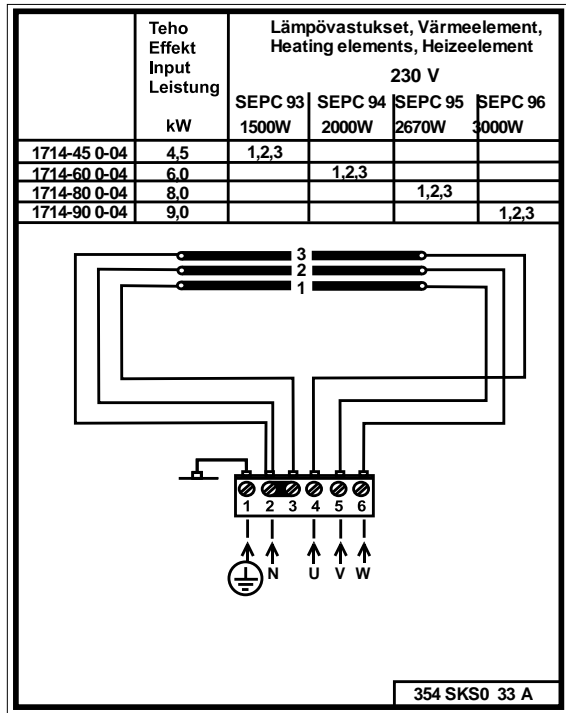 Teho
Effekt
Input
Leistung
kW
Lämpövastukset, Värmeelement,
Heating elements, Heizeelement
230 V
SEPC 93 SEPC 94 SEPC 95 SEPC 96
1500W 2000W 2670W 3000W
1714-45 0-04 4,5 1,2,3
1714-60 0-04 6,0 1,2,3
1714-80 0-04 8,0 1,2,3
1714-90 0-04 9,0 1,2,3
3
2
1
1 2 3 4 5 6
N U V W
354 SKS0 33 A